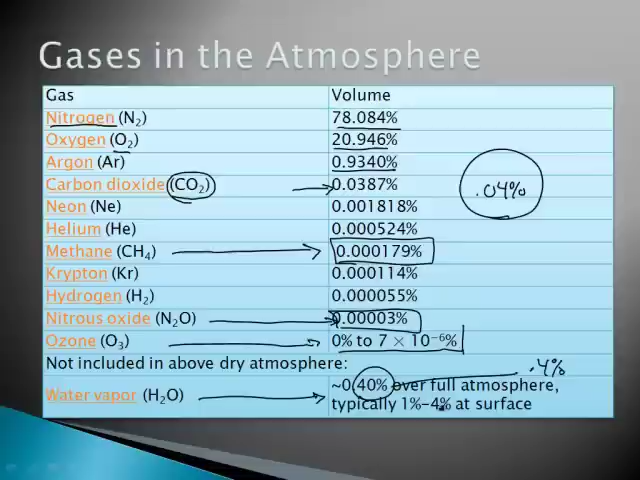 Gases in the Atmosphere
Gas Volume
Nitrogen (N₂) 78.084%
Oxygen (O₂) 20.946%
Argon (Ar) 0.9340%
Carbon dioxide (CO₂) 0.0387%
.04%
Neon (Ne) 0.001818%
Helium (He) 0.000524%
Methane (CH₄) 0.000179%
Krypton (Kr) 0.000114%
Hydrogen (H₂) 0.000055%
Nitrous oxide (N₂O) 0.00003%
Ozone (O₃) 0% to 7 × 10⁻⁶%
Not included in above dry atmosphere:
.4%
Water vapor (H₂O) ~0.40% over full atmosphere,
typically 1%–4% at surface